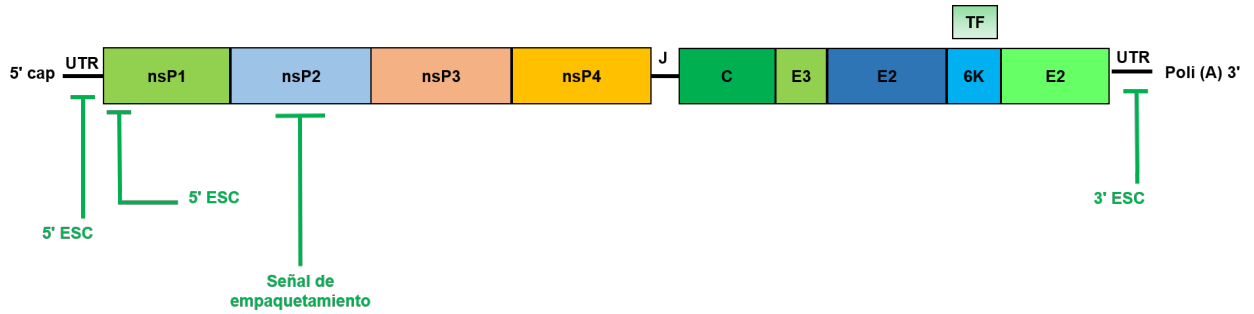 TF
5' cap
UTR
nsP1
nsP2
nsP3
nsP4
J
C
E3
E2
6K
E2
UTR
Poli (A) 3'
5' ESC
5' ESC
3' ESC
Señal de
empaquetamiento